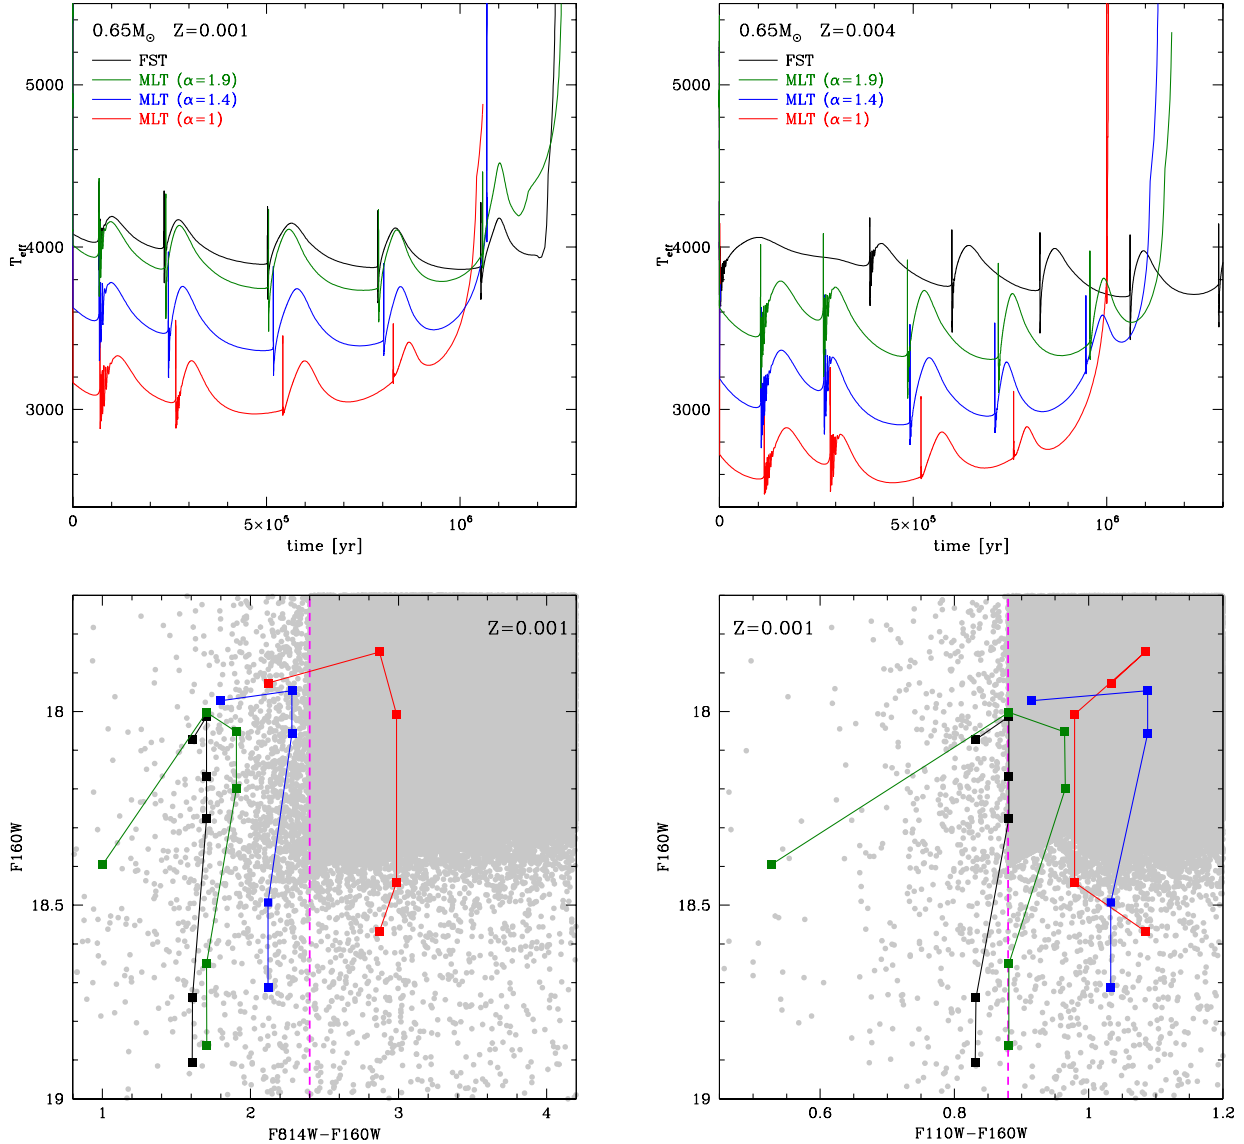 0.65M⊙ Z=0.001
FST
MLT (α=1.9)
MLT (α=1.4)
MLT (α=1)
5000
4000
3000
Teff
0
5×10⁵
10⁶
time [yr]
0.65M⊙ Z=0.004
FST
MLT (α=1.9)
MLT (α=1.4)
MLT (α=1)
5000
4000
3000
Teff
0
5×10⁵
10⁶
time [yr]
Z=0.001
18
18.5
19
F160W
1
2
3
4
F814W-F160W
Z=0.001
18
18.5
19
F160W
0.6
0.8
1
1.2
F110W-F160W